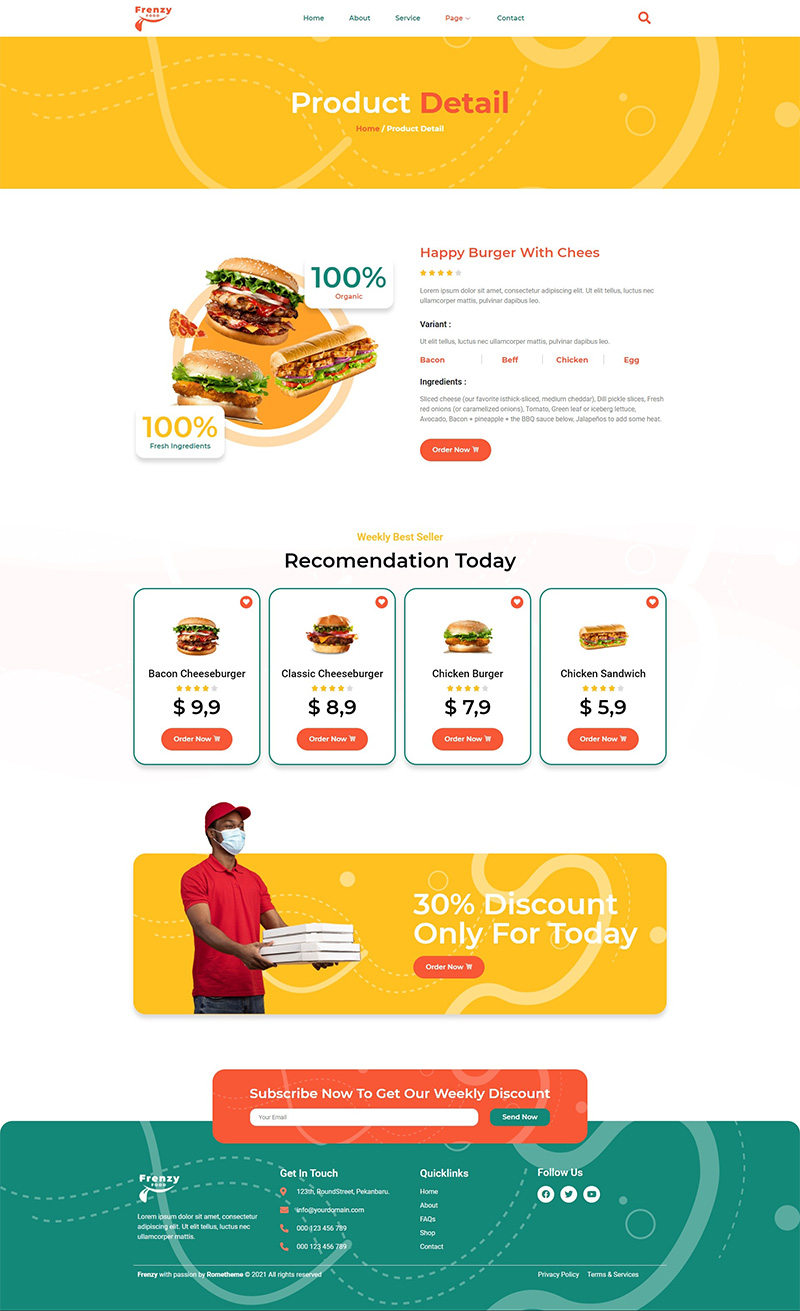 Frenzy
FOOD
Home About Service Page Contact
Product Detail
Home / Product Detail
100%
Organic
100%
Fresh Ingredients
Happy Burger With Chees
Lorem ipsum dolor sit amet, consectetur adipiscing elit. Ut elit tellus, luctus nec
ullamcorper mattis, pulvinar dapibus leo.
Variant :
Ut elit tellus, luctus nec ullamcorper mattis, pulvinar dapibus leo.
Bacon Beff Chicken Egg
Ingredients :
Sliced cheese (our favorite isthick-sliced, medium cheddar), Dill pickle slices, Fresh
red onions (or caramelized onions), Tomato, Green leaf or iceberg lettuce,
Avocado, Bacon + pineapple + the BBQ sauce below, Jalapeños to add some heat.
Order Now
Weekly Best Seller
Recomendation Today
Bacon Cheeseburger
$ 9,9
Order Now
Classic Cheeseburger
$ 8,9
Order Now
Chicken Burger
$ 7,9
Order Now
Chicken Sandwich
$ 5,9
Order Now
30% Discount
Only For Today
Order Now
Subscribe Now To Get Our Weekly Discount
Your Email
Send Now
Frenzy
FOOD
Lorem ipsum dolor sit amet, consectetur
adipiscing elit. Ut elit tellus, luctus nec
ullamcorper mattis.
Get In Touch
123th, RoundStreet, Pekanbaru.
info@yourdomain.com
000 123 456 789
000 123 456 789
Quicklinks
Home
About
FAQs
Shop
Contact
Follow Us
Frenzy with passion by Rometheme © 2021 All rights reserved
Privacy Policy Terms & Services